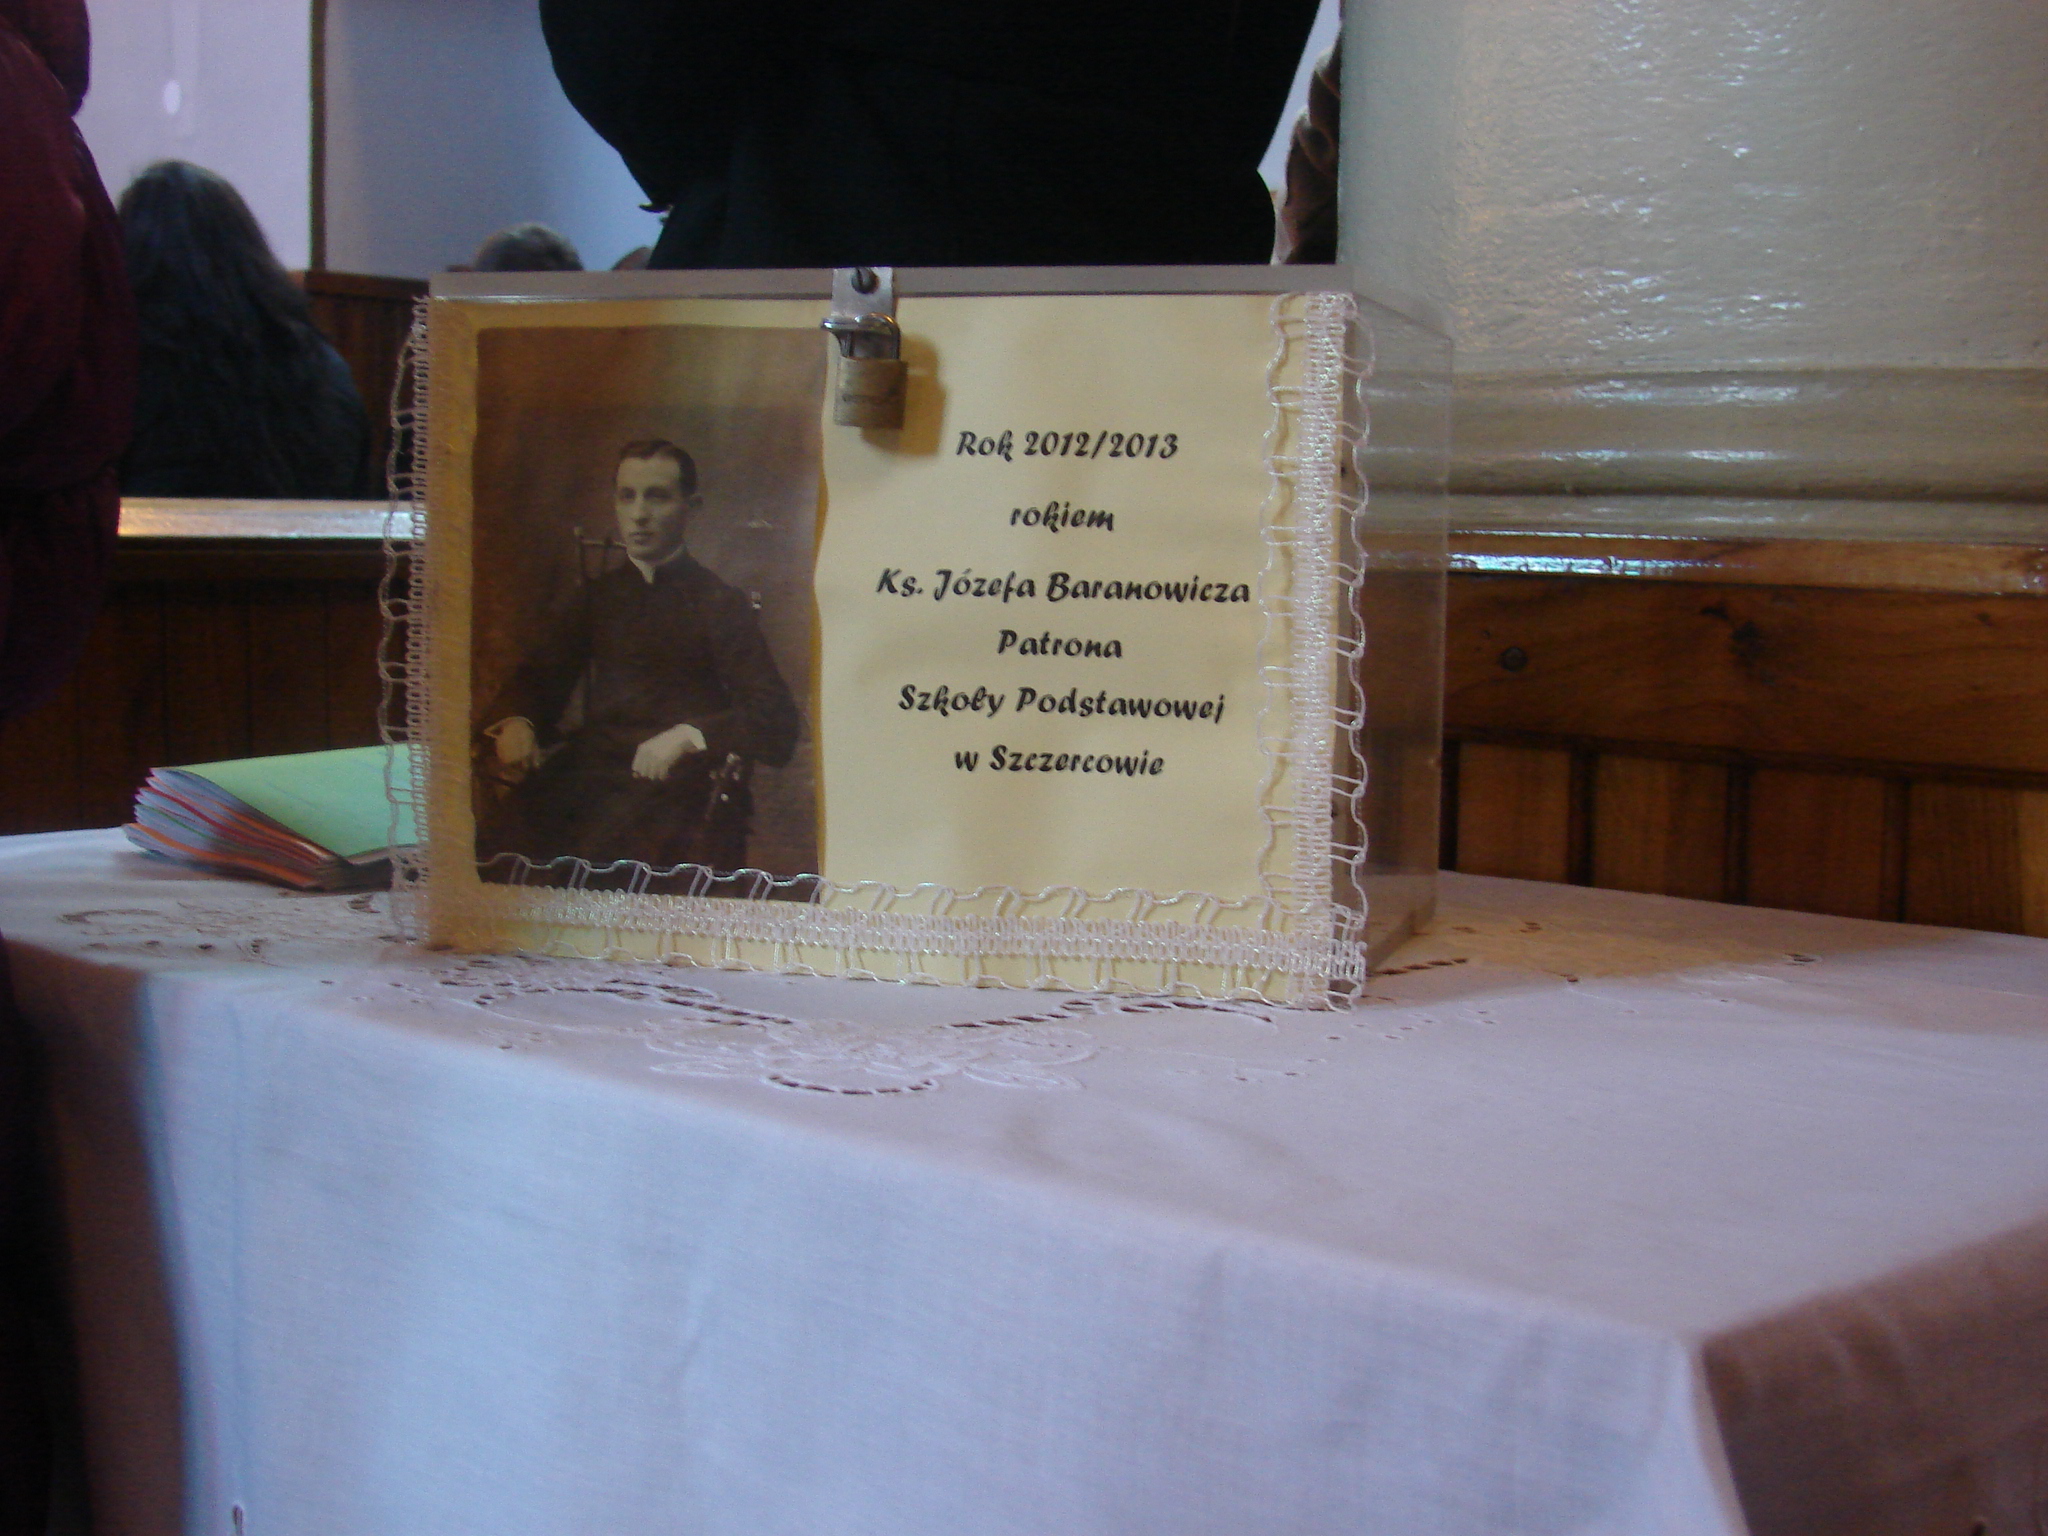 Rok 2012/2013
rokiem
Ks. Józefa Baranowicza
Patrona
Szkoły Podstawowej
w Szczercowie